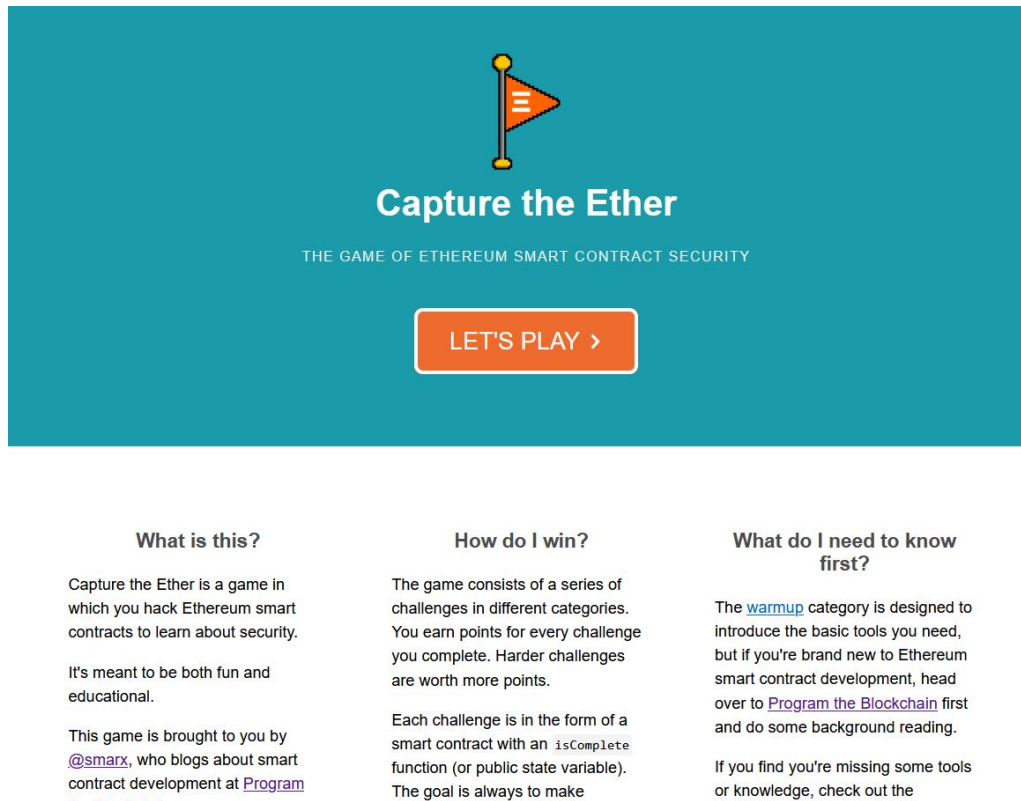 Capture the Ether
THE GAME OF ETHEREUM SMART CONTRACT SECURITY
LET'S PLAY
What is this?
Capture the Ether is a game in
which you hack Ethereum smart
contracts to learn about security.
It's meant to be both fun and
educational.
This game is brought to you by
@smarx, who blogs about smart
contract development at Program
How do I win?
The game consists of a series of
challenges in different categories.
You earn points for every challenge
you complete. Harder challenges
are worth more points.
Each challenge is in the form of a
smart contract with an isComplete
function (or public state variable).
The goal is always to make
What do I need to know
first?
The warmup category is designed to
introduce the basic tools you need,
but if you're brand new to Ethereum
smart contract development, head
over to Program the Blockchain first
and do some background reading.
If you find you're missing some tools
or knowledge, check out the